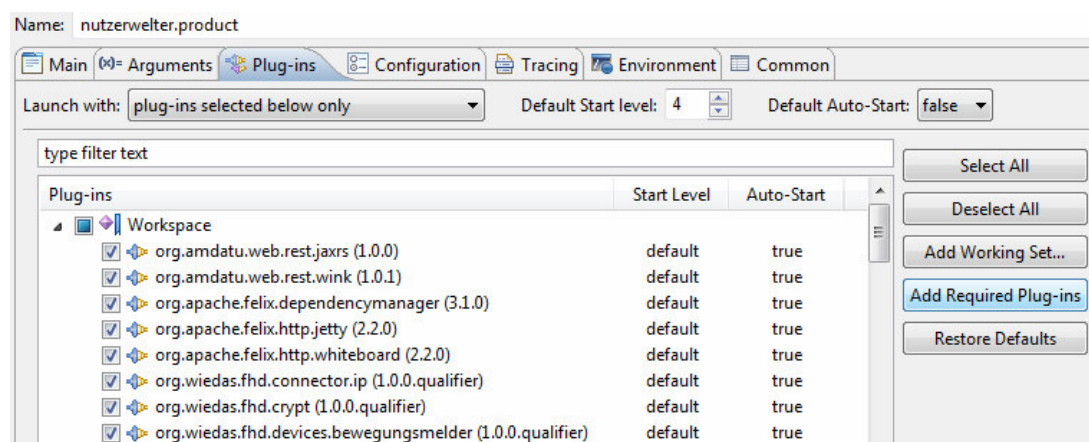 Name: nutzerwelter.product
Main (x)= Arguments Plug-ins Configuration Tracing Environment Common
Launch with: plug-ins selected below only Default Start level: 4 Default Auto-Start: false
type filter text
Select All
Plug-ins Start Level Auto-Start
Deselect All
Workspace
org.amdatu.web.rest.jaxrs (1.0.0) default true
Add Working Set...
org.amdatu.web.rest.wink (1.0.1) default true
org.apache.felix.dependencymanager (3.1.0) default true
Add Required Plug-ins
org.apache.felix.http.jetty (2.2.0) default true
Restore Defaults
org.apache.felix.http.whiteboard (2.2.0) default true
org.wiedas.fhd.connector.ip (1.0.0.qualifier) default true
org.wiedas.fhd.crypt (1.0.0.qualifier) default true
org.wiedas.fhd.devices.bewegungsmelder (1.0.0.qualifier) default true